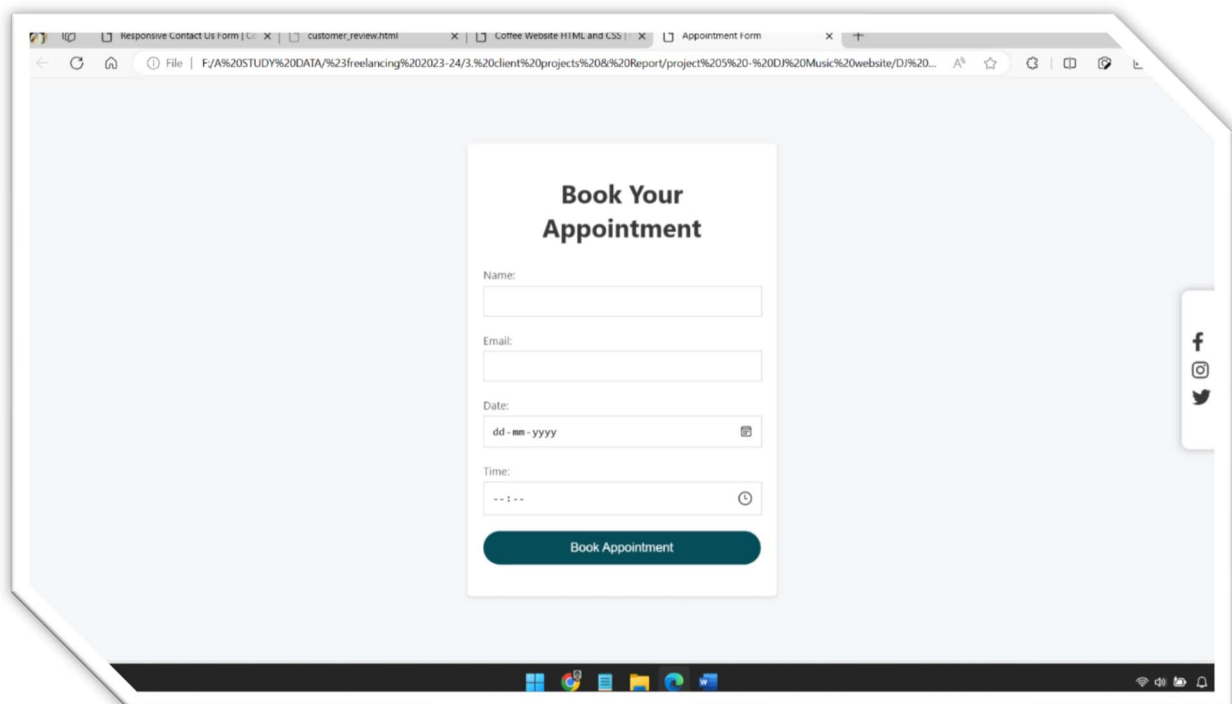 Responsive Contact Us Form | Co
customer_review.html
Coffee Website HTML and CSS |
Appointment Form
File | F:/A%20STUDY%20DATA/%23freelancing%202023-24/3.%20client%20projects%20&%20Report/project%205%20-%20DJ%20Music%20website/DJ%20...
Book Your
Appointment
Name:
Email:
Date:
dd-mm-yyyy
Time:
--:--
Book Appointment